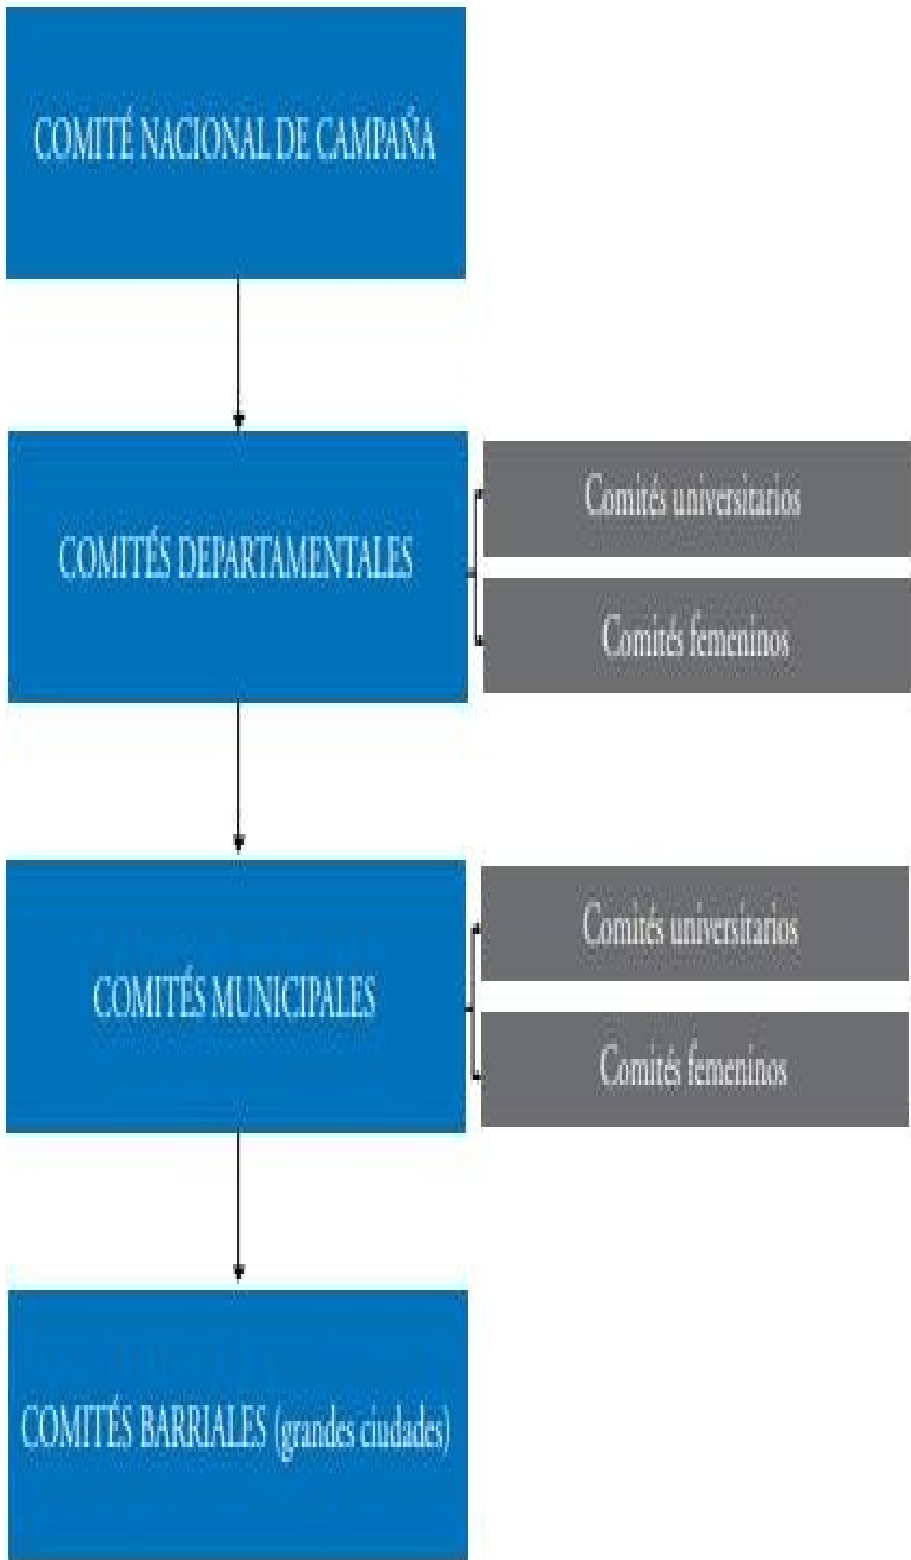 COMITÉ NACIONAL DE CAMPAÑA
COMITÉS DEPARTAMENTALES
Comités universitarios
Comités femeninos
COMITÉS MUNICIPALES
Comités universitarios
Comités femeninos
COMITÉS BARRIALES (grandes ciudades)